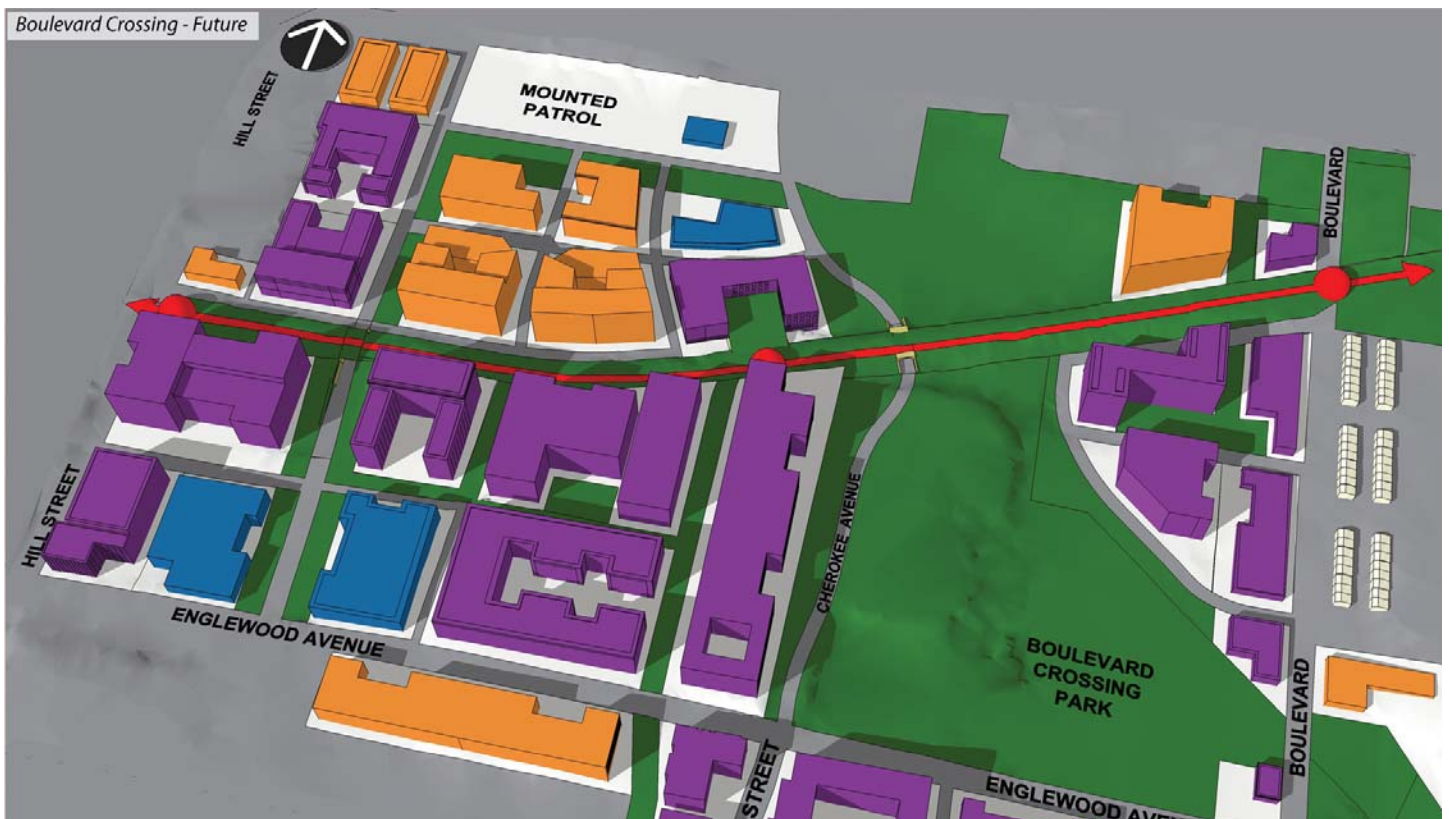 Boulevard Crossing - Future
HILL STREET
MOUNTED
PATROL
BOULEVARD
HILL STREET
CHEROKEE AVENUE
ENGLEWOOD AVENUE
BOULEVARD
CROSSING
PARK
BOULEVARD
STREET
ENGLEWOOD AVENU